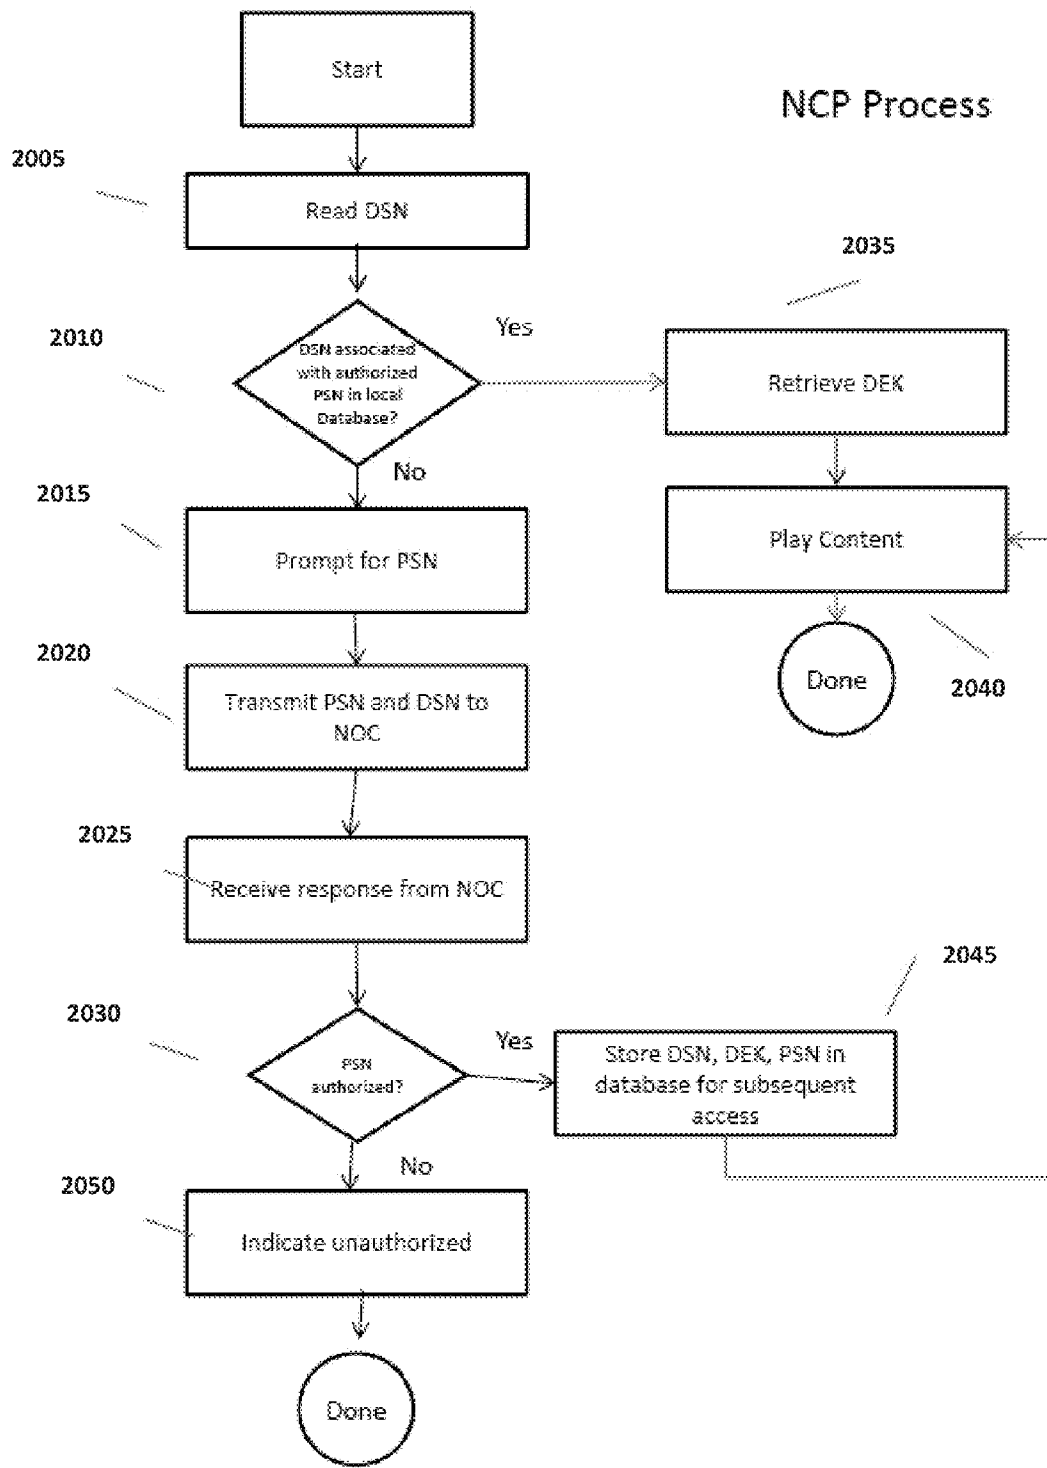 Start
NCP Process
2005
Read DSN
2035
2010
Yes
DSN associated
with authorized
PSN in local
Database?
Retrieve DEK
No
2015
Prompt for PSN
Play Content
2020
Transmit PSN and DSN to
NOC
Done
2040
2025
Receive response from NOC
2045
2030
Yes
PSN
authorized?
Store DSN, DEK, PSN in
database for subsequent
access
No
2050
Indicate unauthorized
Done